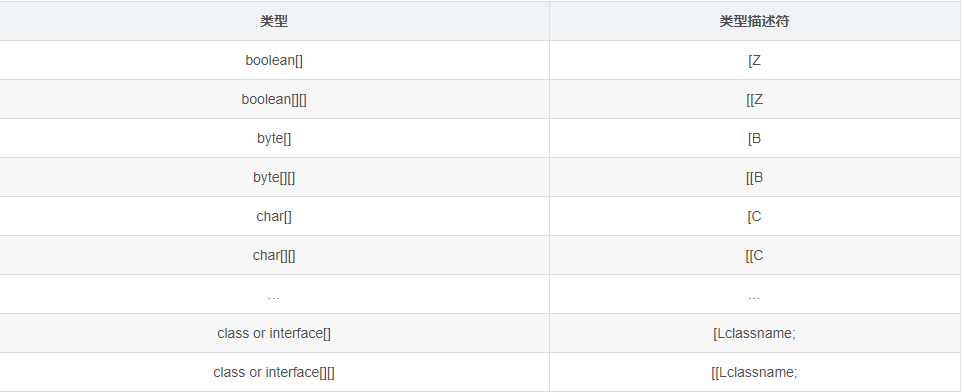 类型 类型描述符
boolean[] [Z
boolean[][] [[Z
byte[] [B
byte[][] [[B
char[] [C
char[][] [[C
… …
class or interface[] [Lclassname;
class or interface[][] [[Lclassname;